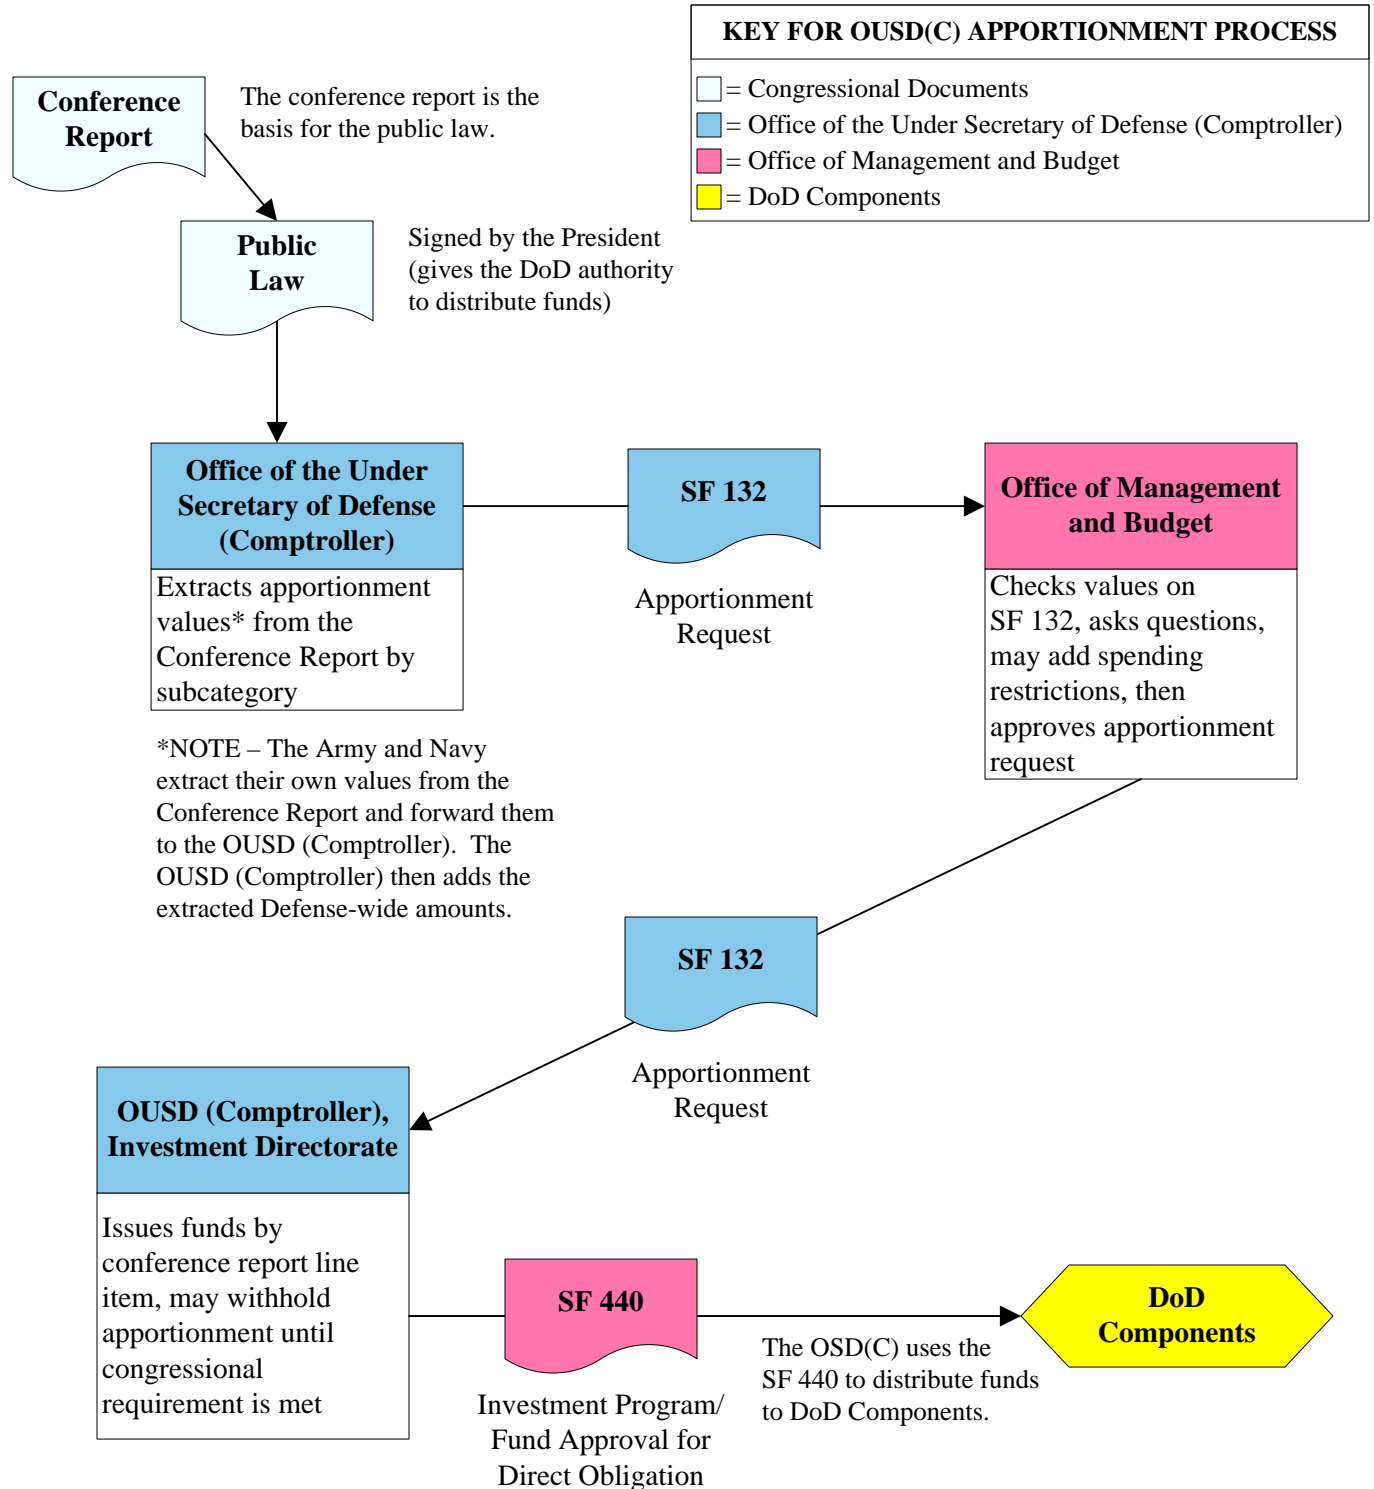 KEY FOR OUSD(C) APPORTIONMENT PROCESS
= Congressional Documents
= Office of the Under Secretary of Defense (Comptroller)
= Office of Management and Budget
= DoD Components
Conference
Report
The conference report is the
basis for the public law.
Public
Law
Signed by the President
(gives the DoD authority
to distribute funds)
Office of the Under
Secretary of Defense
(Comptroller)
Extracts apportionment
values* from the
Conference Report by
subcategory
*NOTE – The Army and Navy
extract their own values from the
Conference Report and forward them
to the OUSD (Comptroller).  The
OUSD (Comptroller) then adds the
extracted Defense-wide amounts.
SF 132
Apportionment
Request
Office of Management
and Budget
Checks values on
SF 132, asks questions,
may add spending
restrictions, then
approves apportionment
request
SF 132
Apportionment
Request
OUSD (Comptroller),
Investment Directorate
Issues funds by
conference report line
item, may withhold
apportionment until
congressional
requirement is met
SF 440
Investment Program/
Fund Approval for
Direct Obligation
The OSD(C) uses the
SF 440 to distribute funds
to DoD Components.
DoD
Components